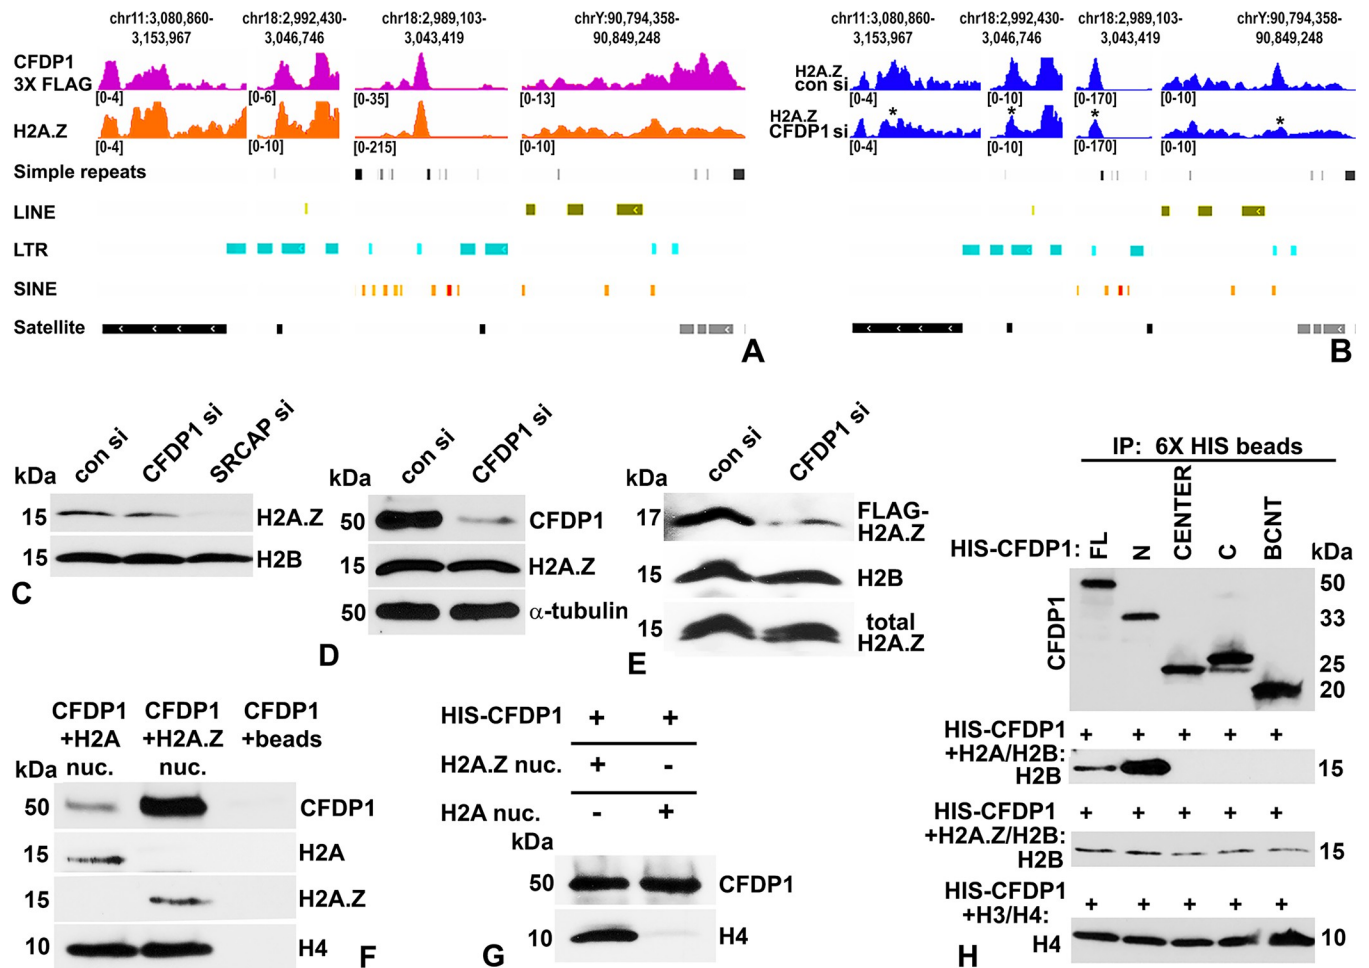 chr11:3,080,860-
3,153,967
chr18:2,992,430-
3,046,746
chr18:2,989,103-
3,043,419
chrY:90,794,358-
90,849,248
CFDP1
3X FLAG
[0-4]
[0-6]
[0-35]
[0-13]
H2A.Z
[0-4]
[0-10]
[0-215]
[0-10]
Simple repeats
LINE
LTR
SINE
Satellite
A
chr11:3,080,860-
3,153,967
chr18:2,992,430-
3,046,746
chr18:2,989,103-
3,043,419
chrY:90,794,358-
90,849,248
H2A.Z
con si
[0-4]
[0-10]
[0-170]
[0-10]
H2A.Z
CFDP1 si
* * * *
[0-4]
[0-10]
[0-170]
[0-10]
B
con si
CFDP1 si
SRCAP si
kDa
15
H2A.Z
15
H2B
C
con si
CFDP1 si
kDa
50
CFDP1
15
H2A.Z
50
α-tubulin
D
con si
CFDP1 si
kDa
17
FLAG-
H2A.Z
15
H2B
15
total
H2A.Z
E
CFDP1
+H2A
nuc.
CFDP1
+H2A.Z
nuc.
CFDP1
+beads
kDa
50
CFDP1
15
H2A
15
H2A.Z
10
H4
F
HIS-CFDP1 + +
H2A.Z nuc. + -
H2A nuc. - +
kDa
50
CFDP1
10
H4
G
IP: 6X HIS beads
HIS-CFDP1:
FL
N
CENTER
C
BCNT
kDa
CFDP1
50
33
25
20
HIS-CFDP1 + + + + +
+H2A/H2B:
H2B
15
HIS-CFDP1 + + + + +
+H2A.Z/H2B:
H2B
15
HIS-CFDP1 + + + + +
+H3/H4:
H4
10
H